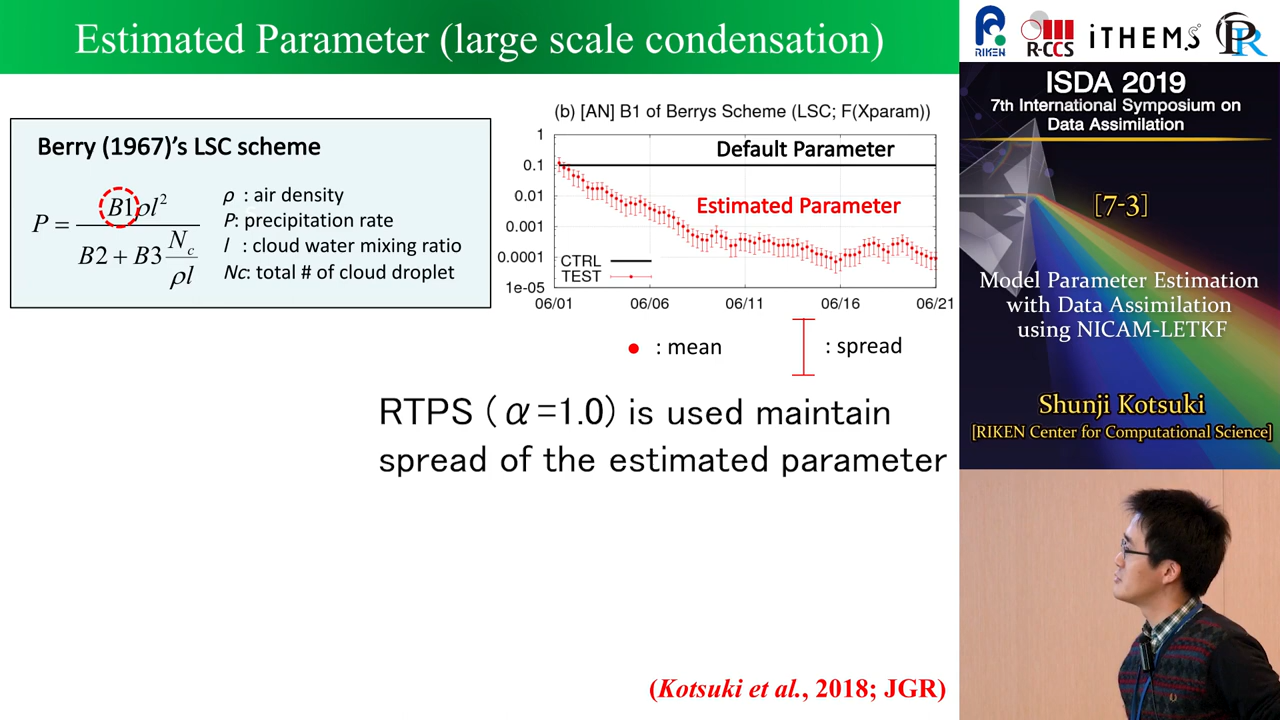 Estimated Parameter (large scale condensation)
Berry (1967)'s LSC scheme
P = B1ρl² / (B2 + B3 Nc/ρl)
ρ : air density
P: precipitation rate
l : cloud water mixing ratio
Nc: total # of cloud droplet
(b) [AN] B1 of Berrys Scheme (LSC; F(Xparam))
1
0.1
0.01
0.001
0.0001
1e-05
Default Parameter
Estimated Parameter
CTRL
TEST
06/01 06/06 06/11 06/16 06/21
: mean : spread
RTPS (α=1.0) is used maintain
spread of the estimated parameter
(Kotsuki et al., 2018; JGR)
RIKEN
R-CCS
iTHEMS
ISDA 2019
7th International Symposium on
Data Assimilation
[7-3]
Model Parameter Estimation
with Data Assimilation
using NICAM-LETKF
Shunji Kotsuki
[RIKEN Center for Computational Science]